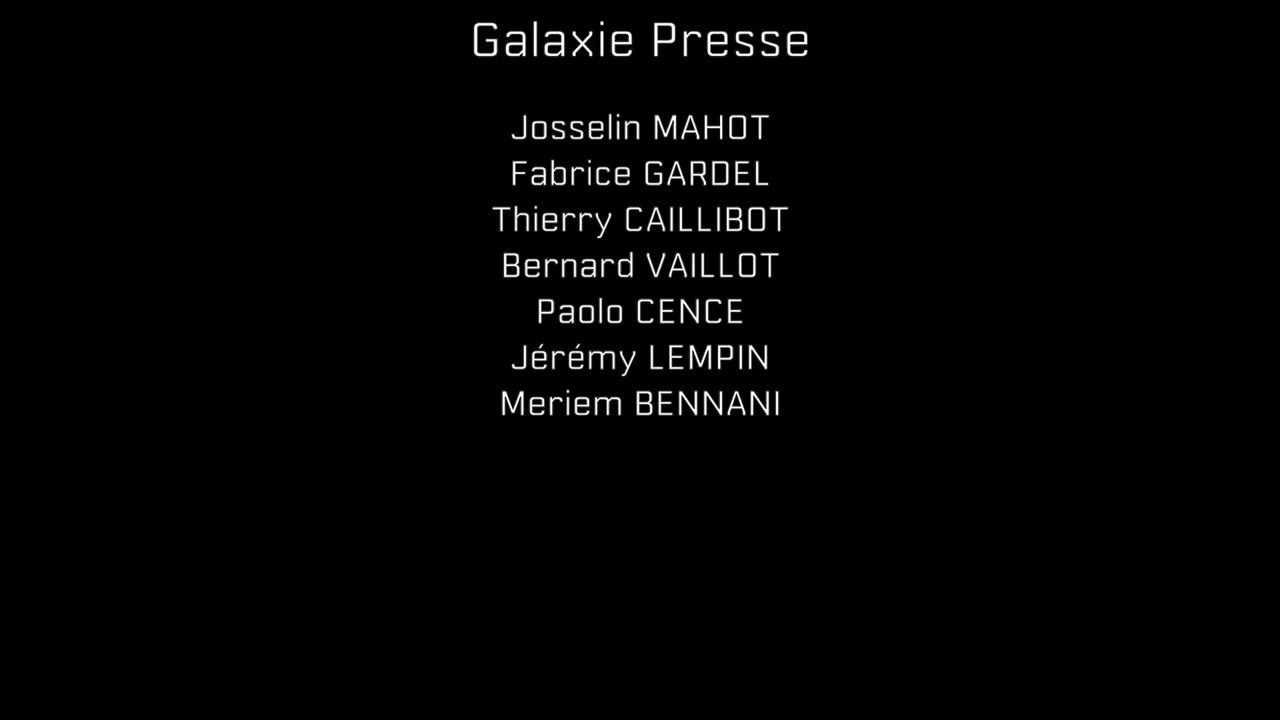 Galaxie Presse
Josselin MAHOT
Fabrice GARDEL
Thierry CAILLIBOT
Bernard VAILLOT
Paolo CENCE
Jérémy LEMPIN
Meriem BENNANI